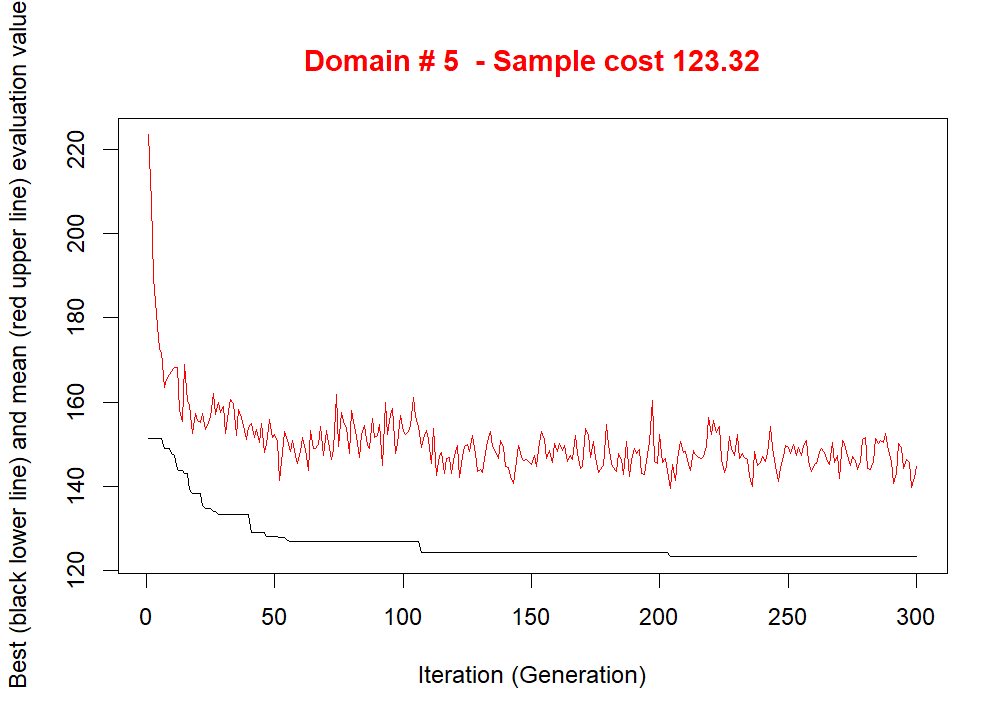 Domain # 5  - Sample cost 123.32
Best (black lower line) and mean (red upper line) evaluation value
220
200
180
160
140
120
0 50 100 150 200 250 300
Iteration (Generation)